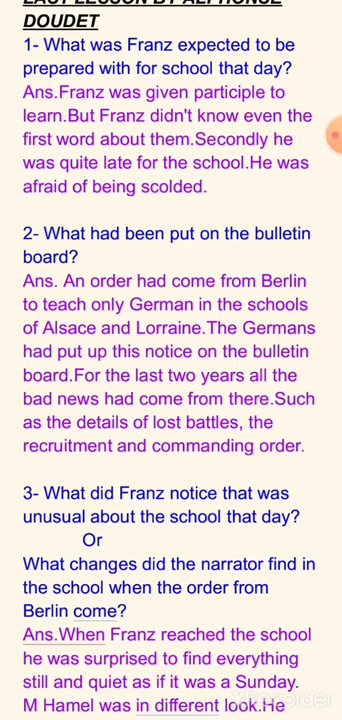 LAST LESSON BY ALPHONSE
DOUDET
1- What was Franz expected to be
prepared with for school that day?
Ans.Franz was given participle to
learn.But Franz didn't know even the
first word about them.Secondly he
was quite late for the school.He was
afraid of being scolded.
2- What had been put on the bulletin
board?
Ans. An order had come from Berlin
to teach only German in the schools
of Alsace and Lorraine.The Germans
had put up this notice on the bulletin
board.For the last two years all the
bad news had come from there.Such
as the details of lost battles, the
recruitment and commanding order.
3- What did Franz notice that was
unusual about the school that day?
Or
What changes did the narrator find in
the school when the order from
Berlin come?
Ans.When Franz reached the school
he was surprised to find everything
still and quiet as if it was a Sunday.
M Hamel was in different look.He